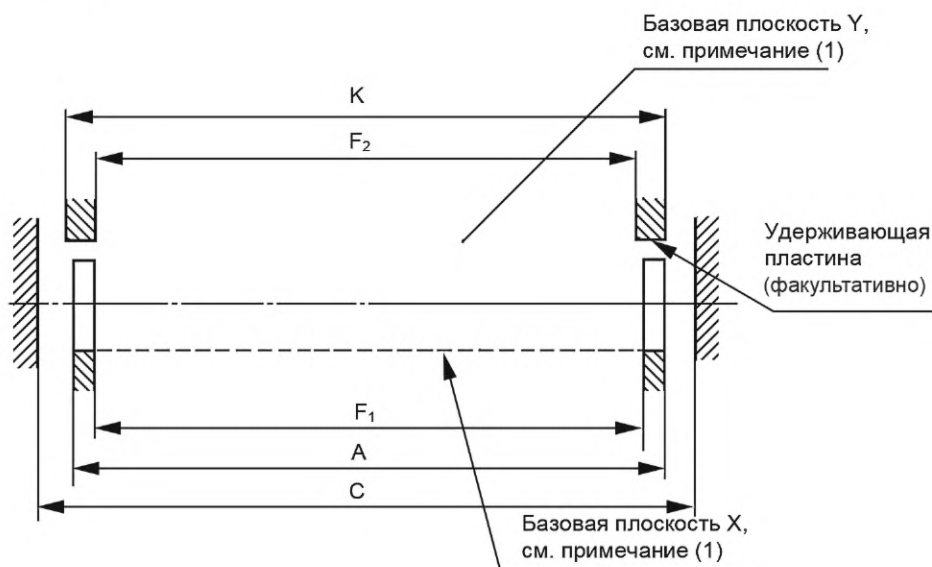 Базовая плоскость Y,
см. примечание (1)
K
F₂
Удерживающая
пластина
(факультативно)
F₁
A
C
Базовая плоскость X,
см. примечание (1)